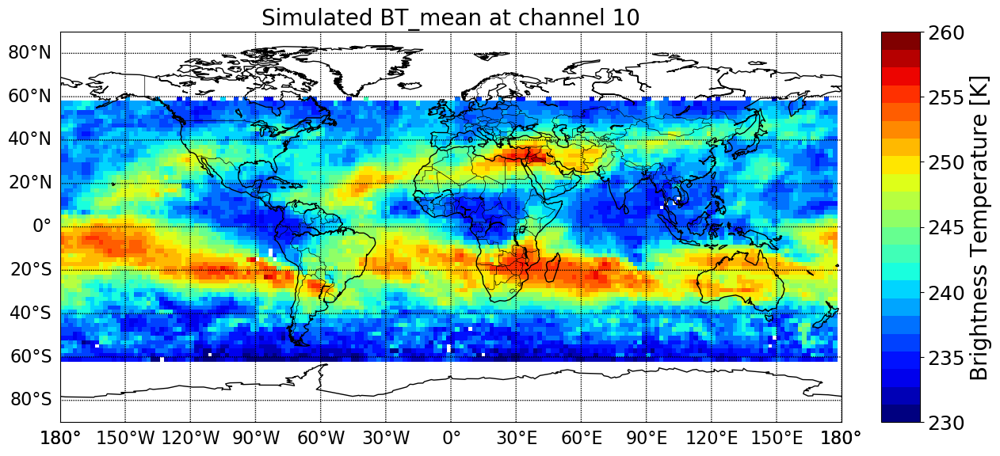 Simulated BT_mean at channel 10
80°N
60°N
40°N
20°N
0°
20°S
40°S
60°S
80°S
180° 150°W 120°W 90°W 60°W 30°W 0° 30°E 60°E 90°E 120°E 150°E 180°
260
255
250
245
240
235
230
Brightness Temperature [K]